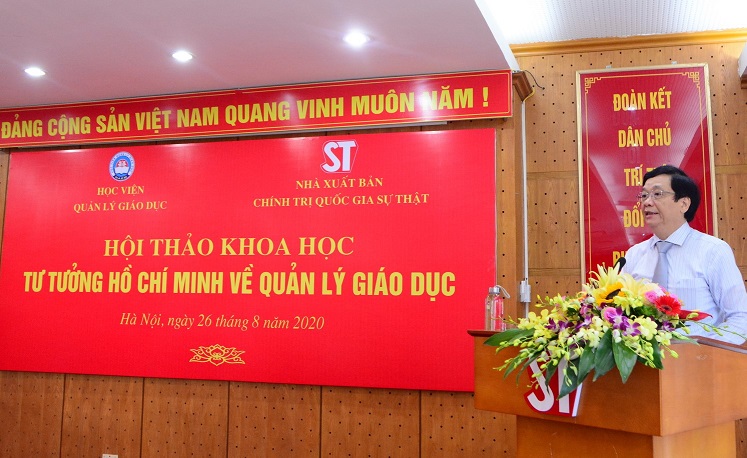 ĐẢNG CỘNG SẢN VIỆT NAM QUANG VINH MUÔN NĂM !
HỌC VIỆN
QUẢN LÝ GIÁO DỤC
ST
NHÀ XUẤT BẢN
CHÍNH TRỊ QUỐC GIA SỰ THẬT
HỘI THẢO KHOA HỌC
TƯ TƯỞNG HỒ CHÍ MINH VỀ QUẢN LÝ GIÁO DỤC
Hà Nội, ngày 26 tháng 8 năm 2020
ĐOÀN KẾT
DÂN CHỦ
TRÍ
ĐỔI
ST